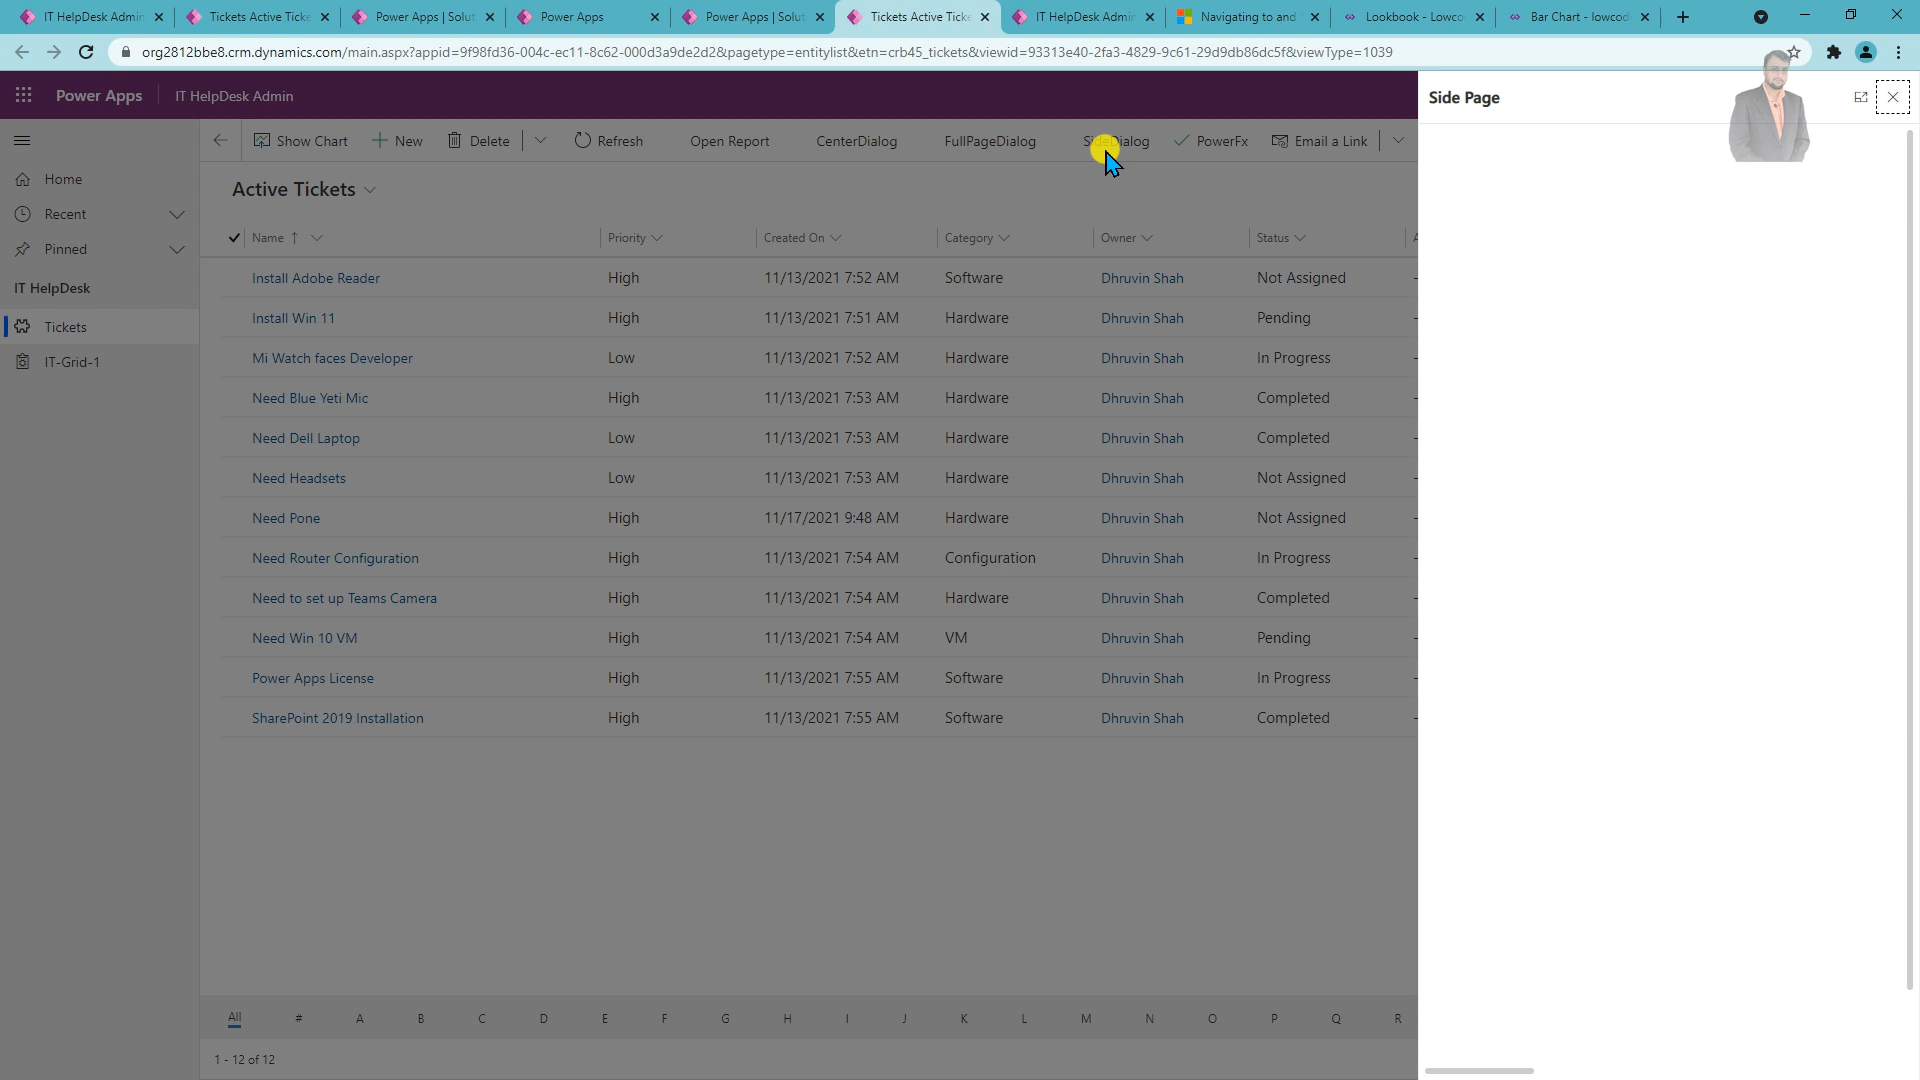 IT HelpDesk Admin
Tickets Active Ticke
Power Apps | Solut
Power Apps
Power Apps | Solut
Tickets Active Ticke
IT HelpDesk Admin
Navigating to and
Lookbook - Lowco
Bar Chart - lowcod
org2812bbe8.crm.dynamics.com/main.aspx?appid=9f98fd36-004c-ec11-8c62-000d3a9de2d2&pagetype=entitylist&etn=crb45_tickets&viewid=93313e40-2fa3-4829-9c61-29d9db86dc5f&viewType=1039
Power Apps IT HelpDesk Admin
Side Page
Show Chart New Delete Refresh Open Report CenterDialog FullPageDialog SideDialog PowerFx Email a Link
Home
Recent
Pinned
IT HelpDesk
Tickets
IT-Grid-1
Active Tickets
Name ↑ Priority Created On Category Owner Status A
Install Adobe Reader High 11/13/2021 7:52 AM Software Dhruvin Shah Not Assigned -
Install Win 11 High 11/13/2021 7:51 AM Hardware Dhruvin Shah Pending -
Mi Watch faces Developer Low 11/13/2021 7:52 AM Hardware Dhruvin Shah In Progress -
Need Blue Yeti Mic High 11/13/2021 7:53 AM Hardware Dhruvin Shah Completed -
Need Dell Laptop Low 11/13/2021 7:53 AM Hardware Dhruvin Shah Completed -
Need Headsets Low 11/13/2021 7:53 AM Hardware Dhruvin Shah Not Assigned -
Need Pone High 11/17/2021 9:48 AM Hardware Dhruvin Shah Not Assigned -
Need Router Configuration High 11/13/2021 7:54 AM Configuration Dhruvin Shah In Progress -
Need to set up Teams Camera High 11/13/2021 7:54 AM Hardware Dhruvin Shah Completed -
Need Win 10 VM High 11/13/2021 7:54 AM VM Dhruvin Shah Pending -
Power Apps License High 11/13/2021 7:55 AM Software Dhruvin Shah In Progress -
SharePoint 2019 Installation High 11/13/2021 7:55 AM Software Dhruvin Shah Completed -
All # A B C D E F G H I J K L M N O P Q R
1 - 12 of 12